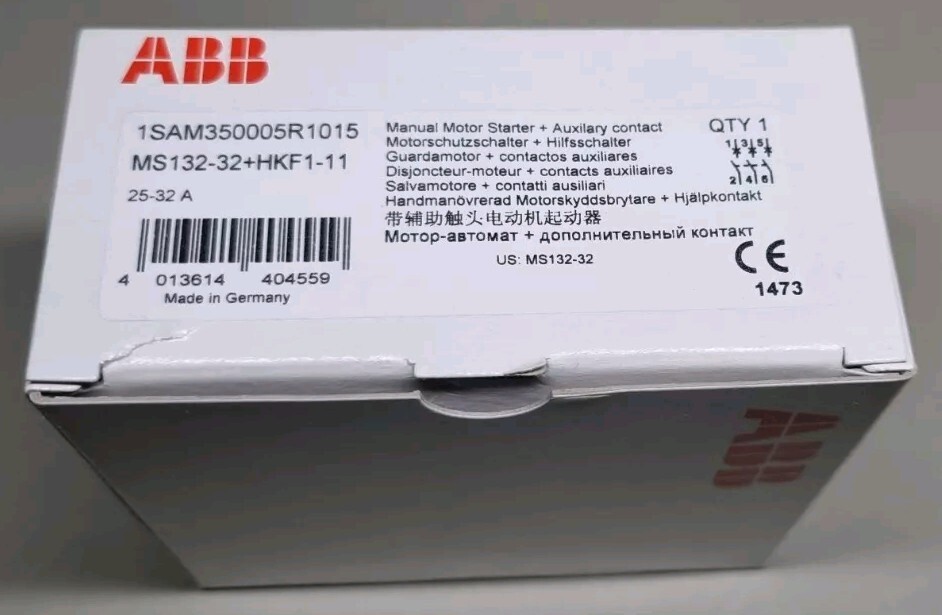 ABB
1SAM350005R1015
MS132-32+HKF1-11
25-32 A
4 013614 404559
Made in Germany
Manual Motor Starter + Auxilary contact
Motorschutzschalter + Hilfsschalter
Guardamotor + contactos auxiliares
Disjoncteur-moteur + contacts auxiliaires
Salvamotore + contatti ausiliari
Handmanövrerad Motorskyddsbrytare + Hjälpkontakt
带辅助触头电动机起动器
Мотор-автомат + дополнительный контакт
US: MS132-32
QTY 1
1 3 5
2 4 6
CE
1473
ABB